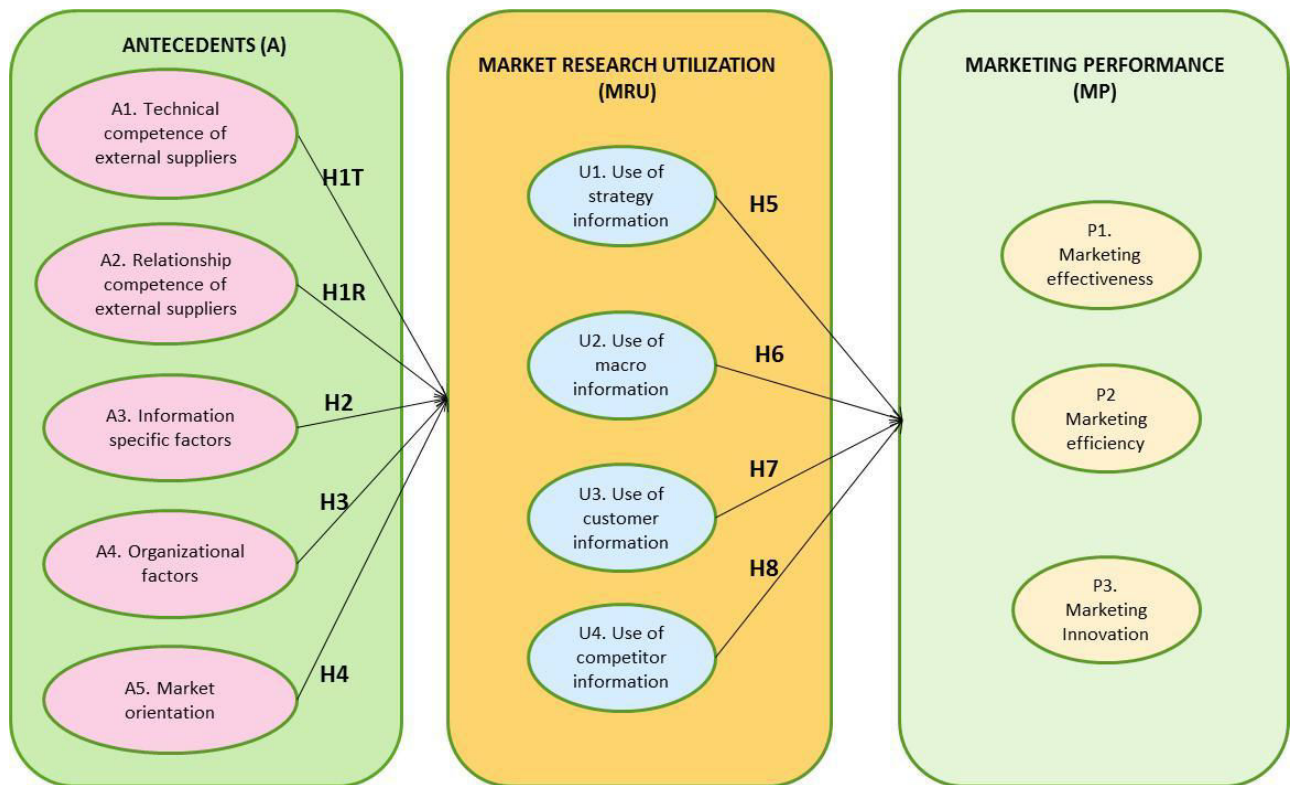 ANTECEDENTS (A)
A1. Technical
competence of
external suppliers
H1T
A2. Relationship
competence of
external suppliers
H1R
A3. Information
specific factors
H2
A4. Organizational
factors
H3
A5. Market
orientation
H4
MARKET RESEARCH UTILIZATION
(MRU)
U1. Use of
strategy
information
H5
U2. Use of
macro
information
H6
U3. Use of
customer
information
H7
U4. Use of
competitor
information
H8
MARKETING PERFORMANCE
(MP)
P1.
Marketing
effectiveness
P2
Marketing
efficiency
P3.
Marketing
Innovation